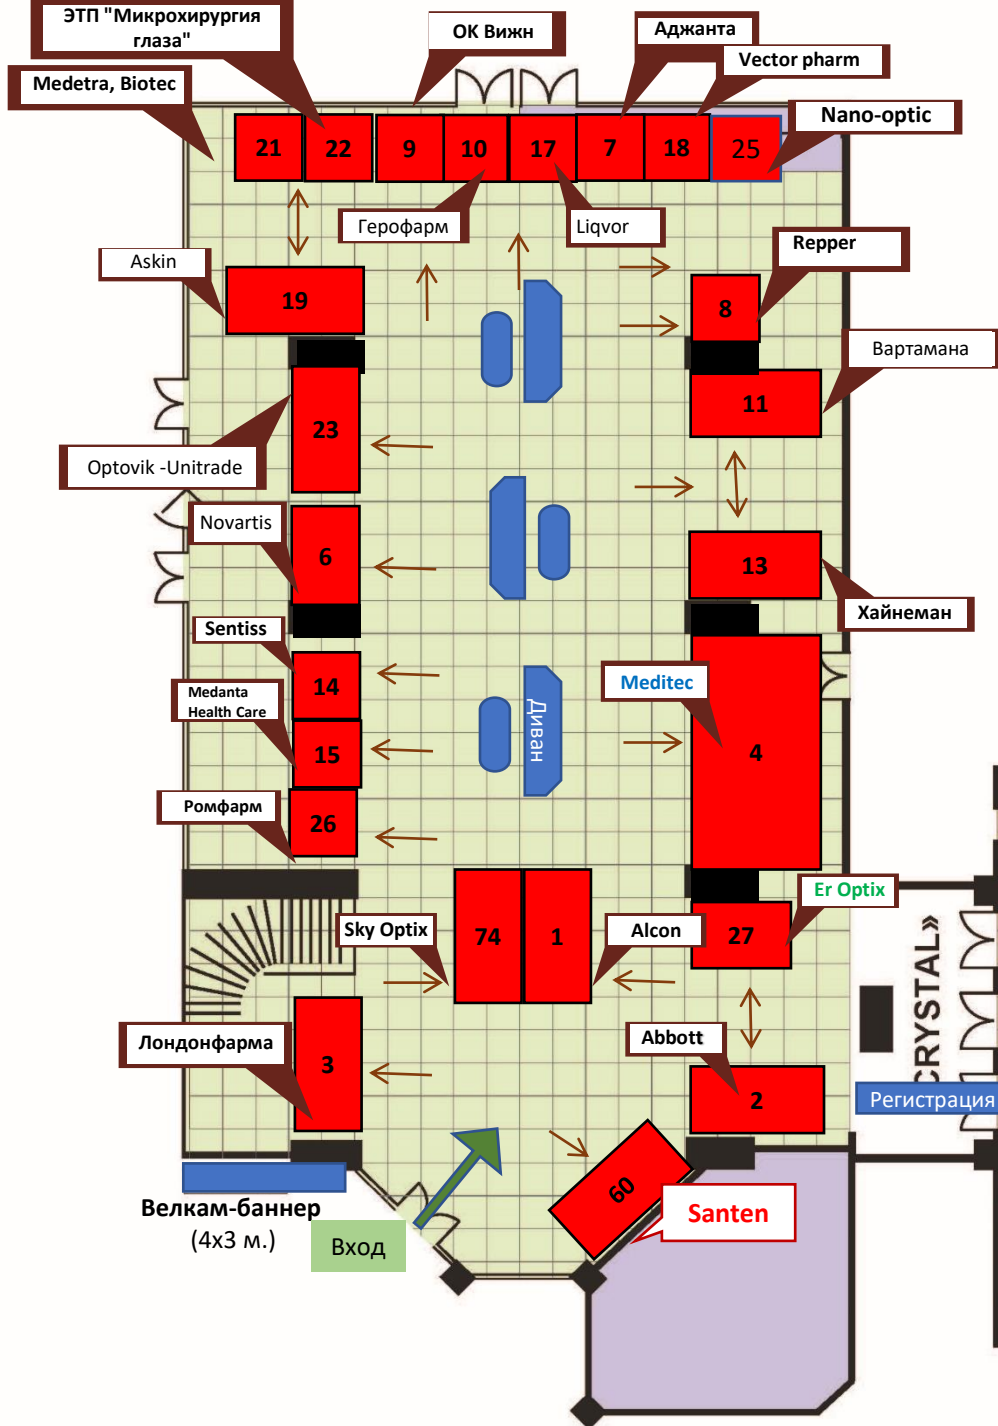 ЭТП "Микрохирургия
глаза"
ОК Вижн
Аджанта
Vector pharm
Medetra, Biotec
Nano-optic
21
22
9
10
17
7
18
25
Герофарм
Liqvor
Repper
Askin
19
8
Вартамана
11
23
Optovik -Unitrade
Novartis
6
13
Хайнеман
Sentiss
14
Meditec
Medanta
Health Care
15
Диван
4
Ромфарм
26
Er Optix
Sky Optix
74
1
Alcon
27
CRYSTAL»
Лондонфарма
3
Abbott
2
Регистрация
60
Santen
Велкам-баннер
(4x3 м.)
Вход